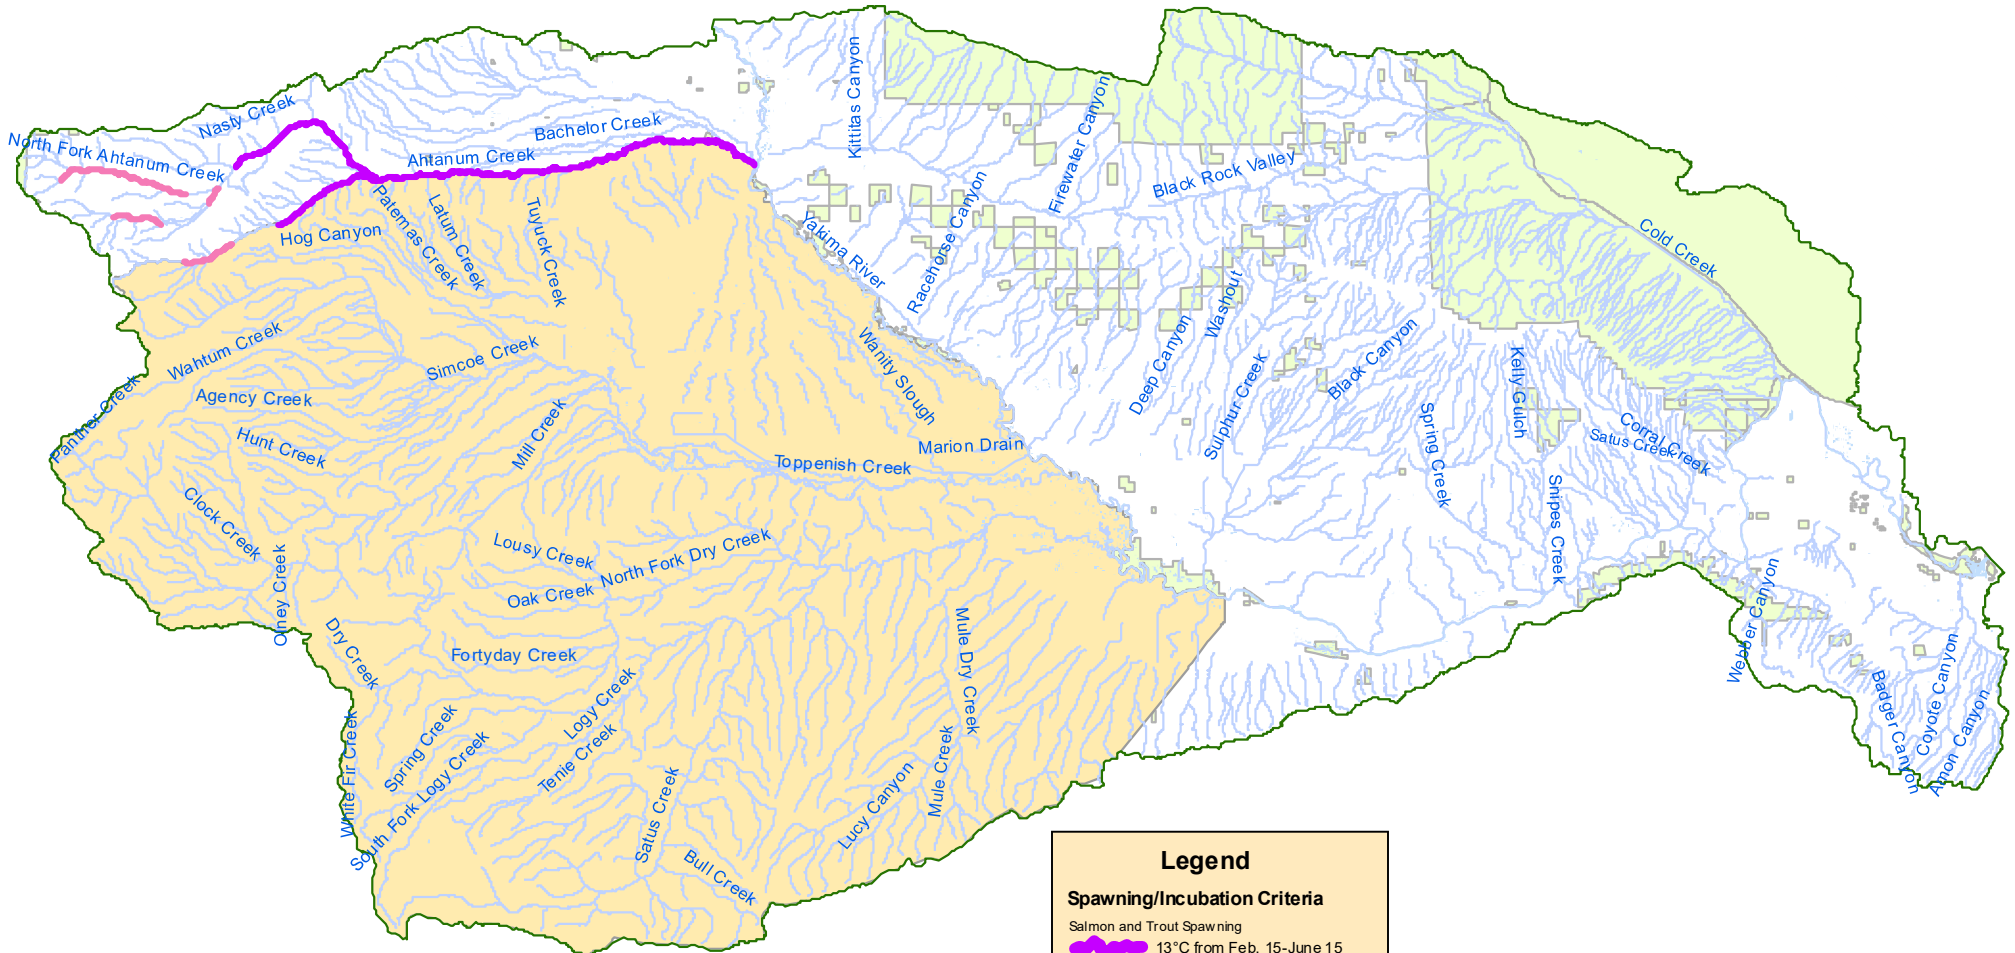 Nasty Creek
North Fork Ahtanum Creek
Bachelor Creek
Ahtanum Creek
Kittitas Canyon
Firewater Canyon
Black Rock Valley
Racehorse Canyon
Yakima River
Cold Creek
Hog Canyon
Patemas Creek
Latum Creek
Tuyuck Creek
Wahtum Creek
Simcoe Creek
Wanity Slough
Deep Canyon
Washout
Black Canyon
Kelly Gulch
Panther Creek
Agency Creek
Hunt Creek
Mill Creek
Marion Drain
Toppenish Creek
Sulphur Creek
Spring Creek
Corral Creek
Satus Creek
Snipes Creek
Clock Creek
Olney Creek
Lousy Creek
North Fork Dry Creek
Oak Creek
Webber Canyon
Dry Creek
Fortyday Creek
Mule Dry Creek
Logy Creek
Spring Creek
White Fir Creek
South Fork Logy Creek
Tenie Creek
Satus Creek
Lucy Canyon
Mule Creek
Bull Creek
Badger Canyon
Coyote Canyon
Amon Canyon
Legend
Spawning/Incubation Criteria
Salmon and Trout Spawning
13°C from Feb. 15-June 15